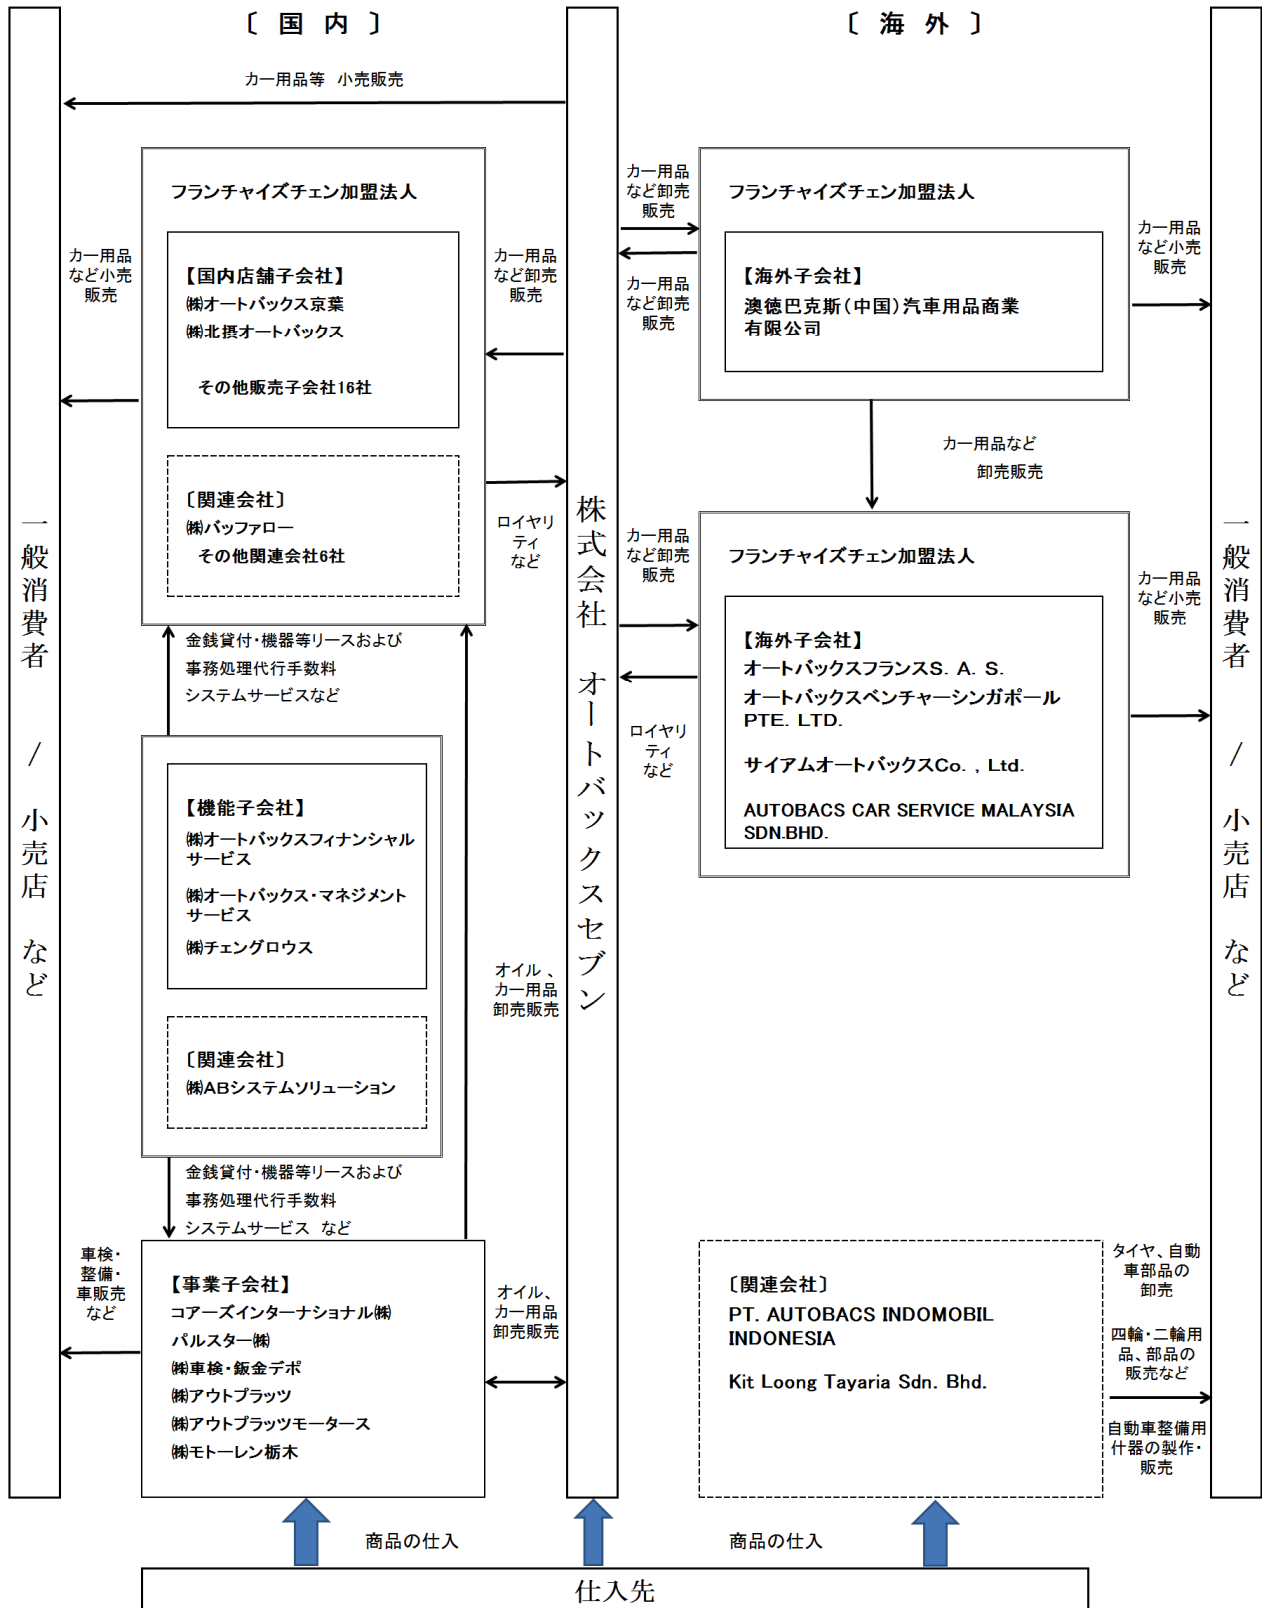 〔 国 内 〕
〔 海 外 〕
カー用品等 小売販売
フランチャイズチェン加盟法人
【国内店舗子会社】
㈱オートバックス京葉
㈱北摂オートバックス
その他販売子会社16社
〔関連会社〕
㈱バッファロー
その他関連会社6社
カー用品
など小売
販売
カー用品
など卸売
販売
ロイヤリ
ティ
など
金銭貸付・機器等リースおよび
事務処理代行手数料
システムサービスなど
【機能子会社】
㈱オートバックスフィナンシャル
サービス
㈱オートバックス・マネジメント
サービス
㈱チェングロウス
〔関連会社〕
㈱ABシステムソリューション
オイル 、
カー用品
卸売販売
金銭貸付・機器等リースおよび
事務処理代行手数料
システムサービス など
車検・
整備・
車販売
など
【事業子会社】
コアーズインターナショナル㈱
パルスター㈱
㈱車検・鈑金デポ
㈱アウトプラッツ
㈱アウトプラッツモータース
㈱モトーレン栃木
オイル、
カー用品
卸売販売
一般消費者 / 小売店 など
株式会社 オートバックスセブン
カー用品
など卸売
販売
カー用品
など卸売
販売
フランチャイズチェン加盟法人
【海外子会社】
澳徳巴克斯(中国)汽車用品商業
有限公司
カー用品
など小売
販売
カー用品など
卸売販売
カー用品
など卸売
販売
ロイヤリ
ティ
など
フランチャイズチェン加盟法人
【海外子会社】
オートバックスフランスS. A. S.
オートバックスベンチャーシンガポール
PTE. LTD.
サイアムオートバックスCo. , Ltd.
AUTOBACS CAR SERVICE MALAYSIA
SDN.BHD.
カー用品
など小売
販売
〔関連会社〕
PT. AUTOBACS INDOMOBIL
INDONESIA
Kit Loong Tayaria Sdn. Bhd.
タイヤ、自動
車部品の
卸売
四輪・二輪用
品、部品の
販売など
自動車整備用
什器の製作・
販売
一般消費者 / 小売店 など
商品の仕入
商品の仕入
仕入先